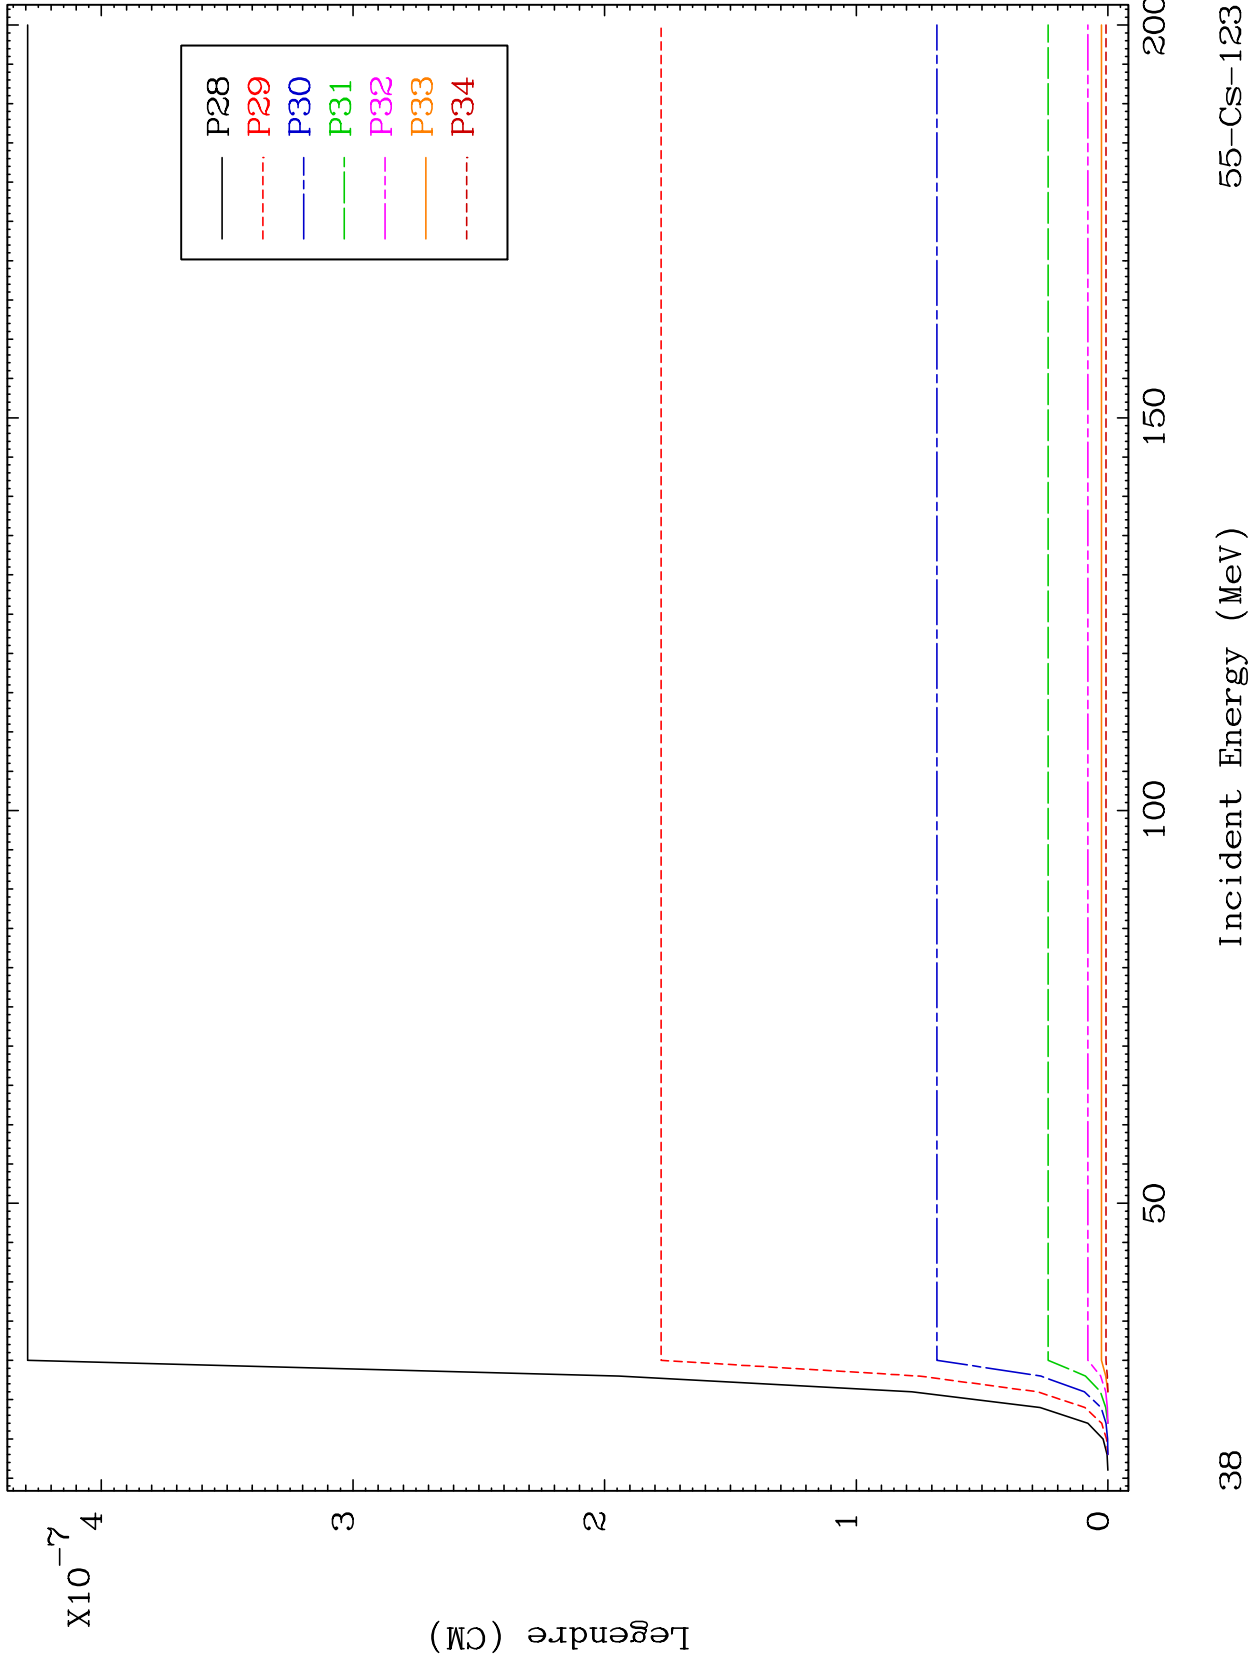 X10-7
4
3
2
1
0
Legendre (CM)
P28
P29
P30
P31
P32
P33
P34
50
100
150
200
Incident Energy (MeV)
38
55-Cs-123